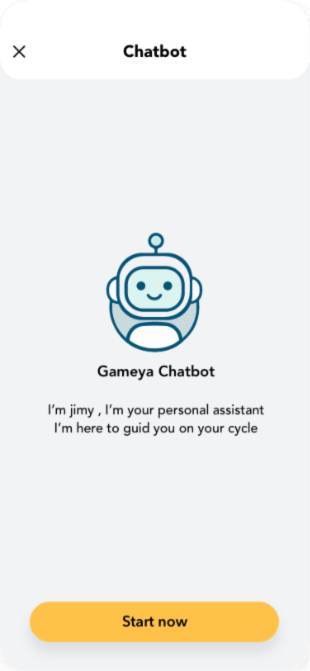 Chatbot
Gameya Chatbot
I'm jimy , I'm your personal assistant
I'm here to guid you on your cycle
Start now